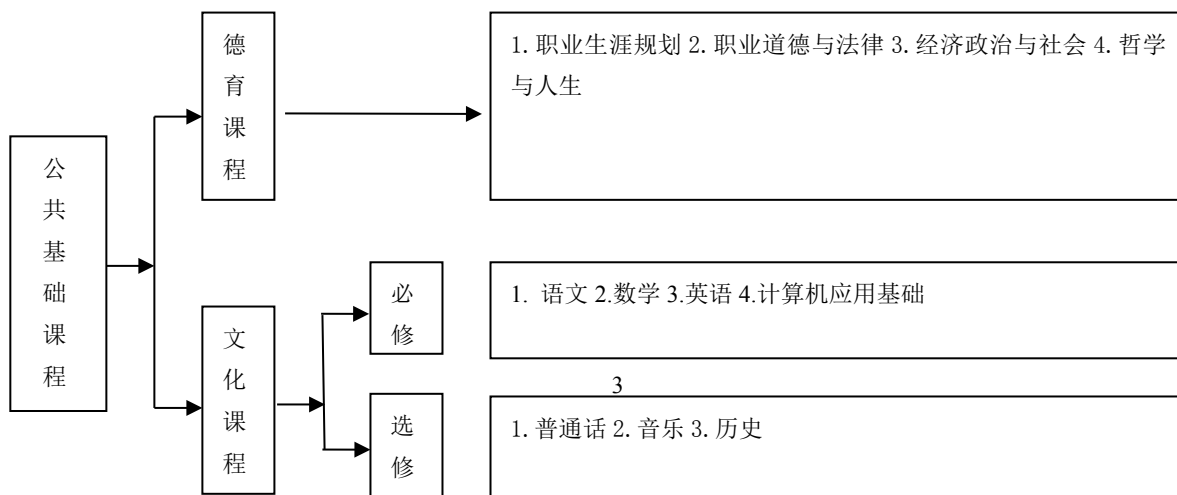 公共基础课程
德育课程
1.职业生涯规划 2.职业道德与法律 3.经济政治与社会 4.哲学
与人生
文化课程
必修
1. 语文 2.数学 3.英语 4.计算机应用基础
3
选修
1.普通话 2.音乐 3.历史